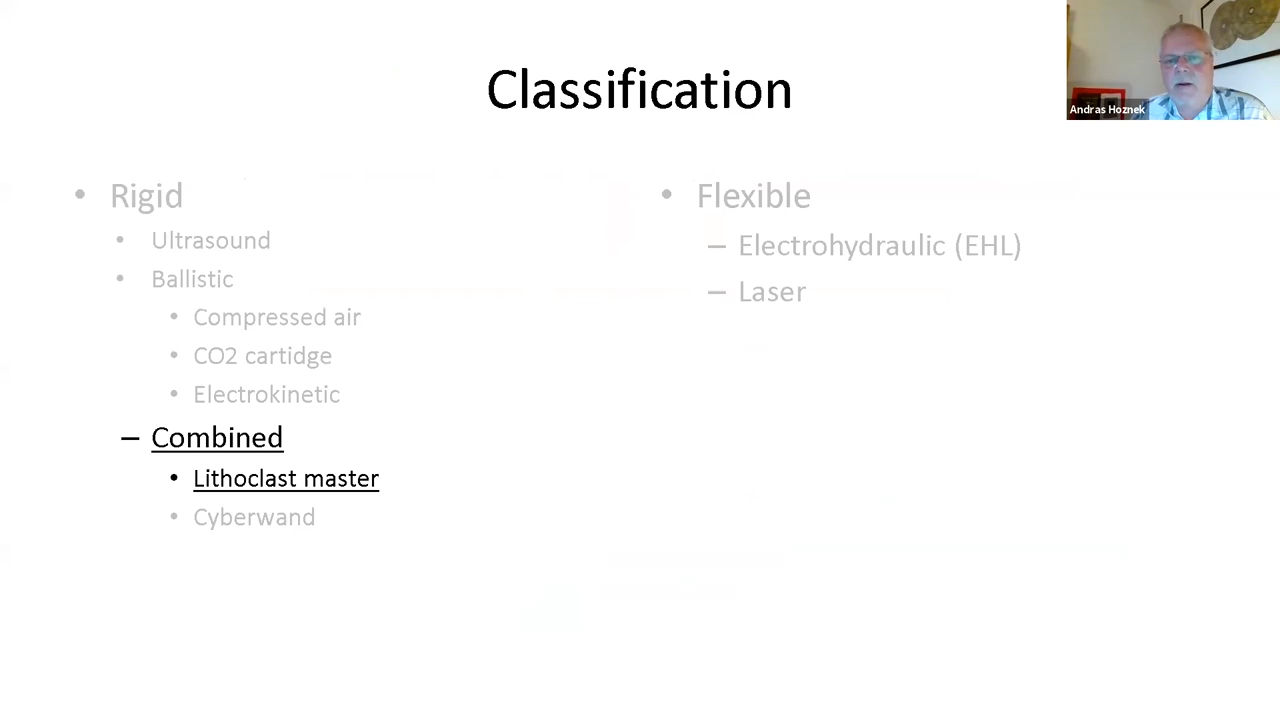 Classification
Andras Hoznek
• Rigid
• Ultrasound
• Ballistic
• Compressed air
• CO2 cartidge
• Electrokinetic
– Combined
• Lithoclast master
• Cyberwand
• Flexible
– Electrohydraulic (EHL)
– Laser